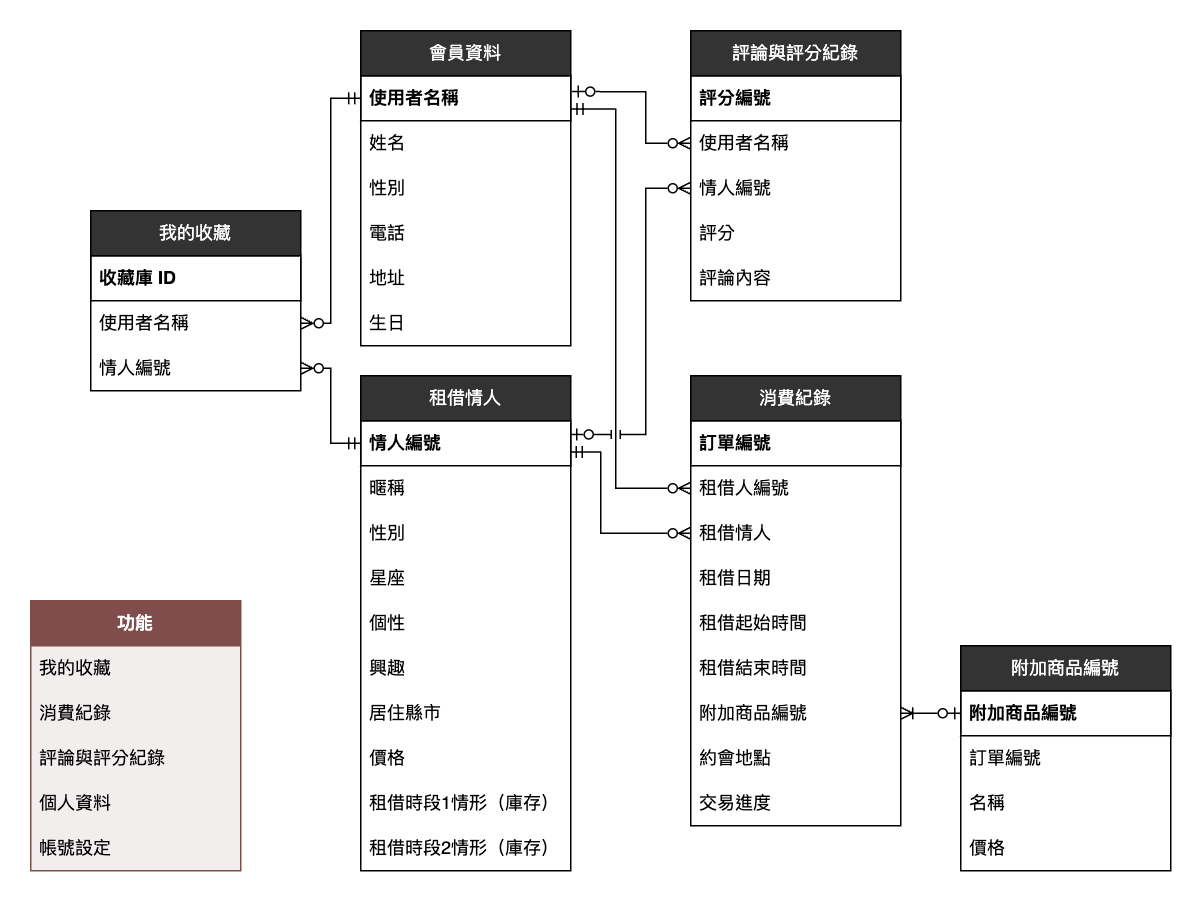 會員資料
使用者名稱
姓名
性別
電話
地址
生日
評論與評分紀錄
評分編號
使用者名稱
情人編號
評分
評論內容
我的收藏
收藏庫 ID
使用者名稱
情人編號
租借情人
情人編號
暱稱
性別
星座
個性
興趣
居住縣市
價格
租借時段1情形（庫存）
租借時段2情形（庫存）
消費紀錄
訂單編號
租借人編號
租借情人
租借日期
租借起始時間
租借結束時間
附加商品編號
約會地點
交易進度
功能
我的收藏
消費紀錄
評論與評分紀錄
個人資料
帳號設定
附加商品編號
附加商品編號
訂單編號
名稱
價格